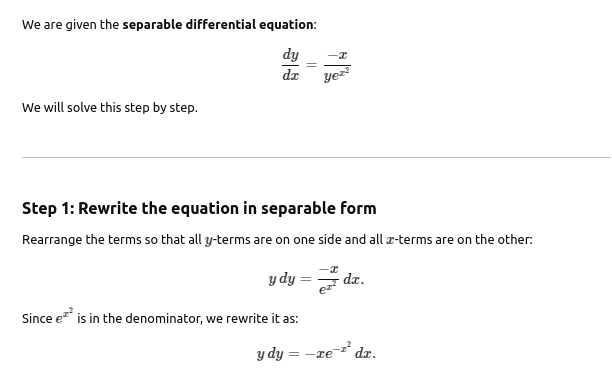 We are given the separable differential equation:
dy/dx = -x/(ye^{x^2})
We will solve this step by step.
Step 1: Rewrite the equation in separable form
Rearrange the terms so that all y-terms are on one side and all x-terms are on the other:
y dy = -x/e^{x^2} dx.
Since e^{x^2} is in the denominator, we rewrite it as:
y dy = -xe^{-x^2} dx.